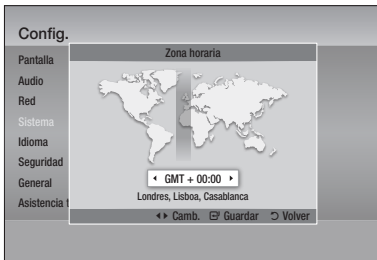 Config.
Zona horaria
Pantalla
Audio
Red
Sistema
Idioma
Seguridad
General
Asistencia
GMT + 00:00
Londres, Lisboa, Casablanca
Camb. Guardar Volver